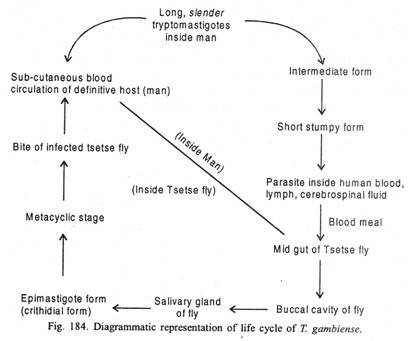 Long, slender
tryptomastigotes
inside man
Sub-cutaneous blood
circulation of definitive host (man)
Intermediate form
Short stumpy form
Bite of infected tsetse fly
(Inside Man)
(Inside Tsetse fly)
Parasite inside human blood,
lymph, cerebrospinal fluid
Metacyclic stage
Blood meal
Mid gut of Tsetse fly
Epimastigote form
(crithidial form)
Salivary gland
of fly
Buccal cavity of fly
Fig. 184. Diagrammatic representation of life cycle of T. gambiense.